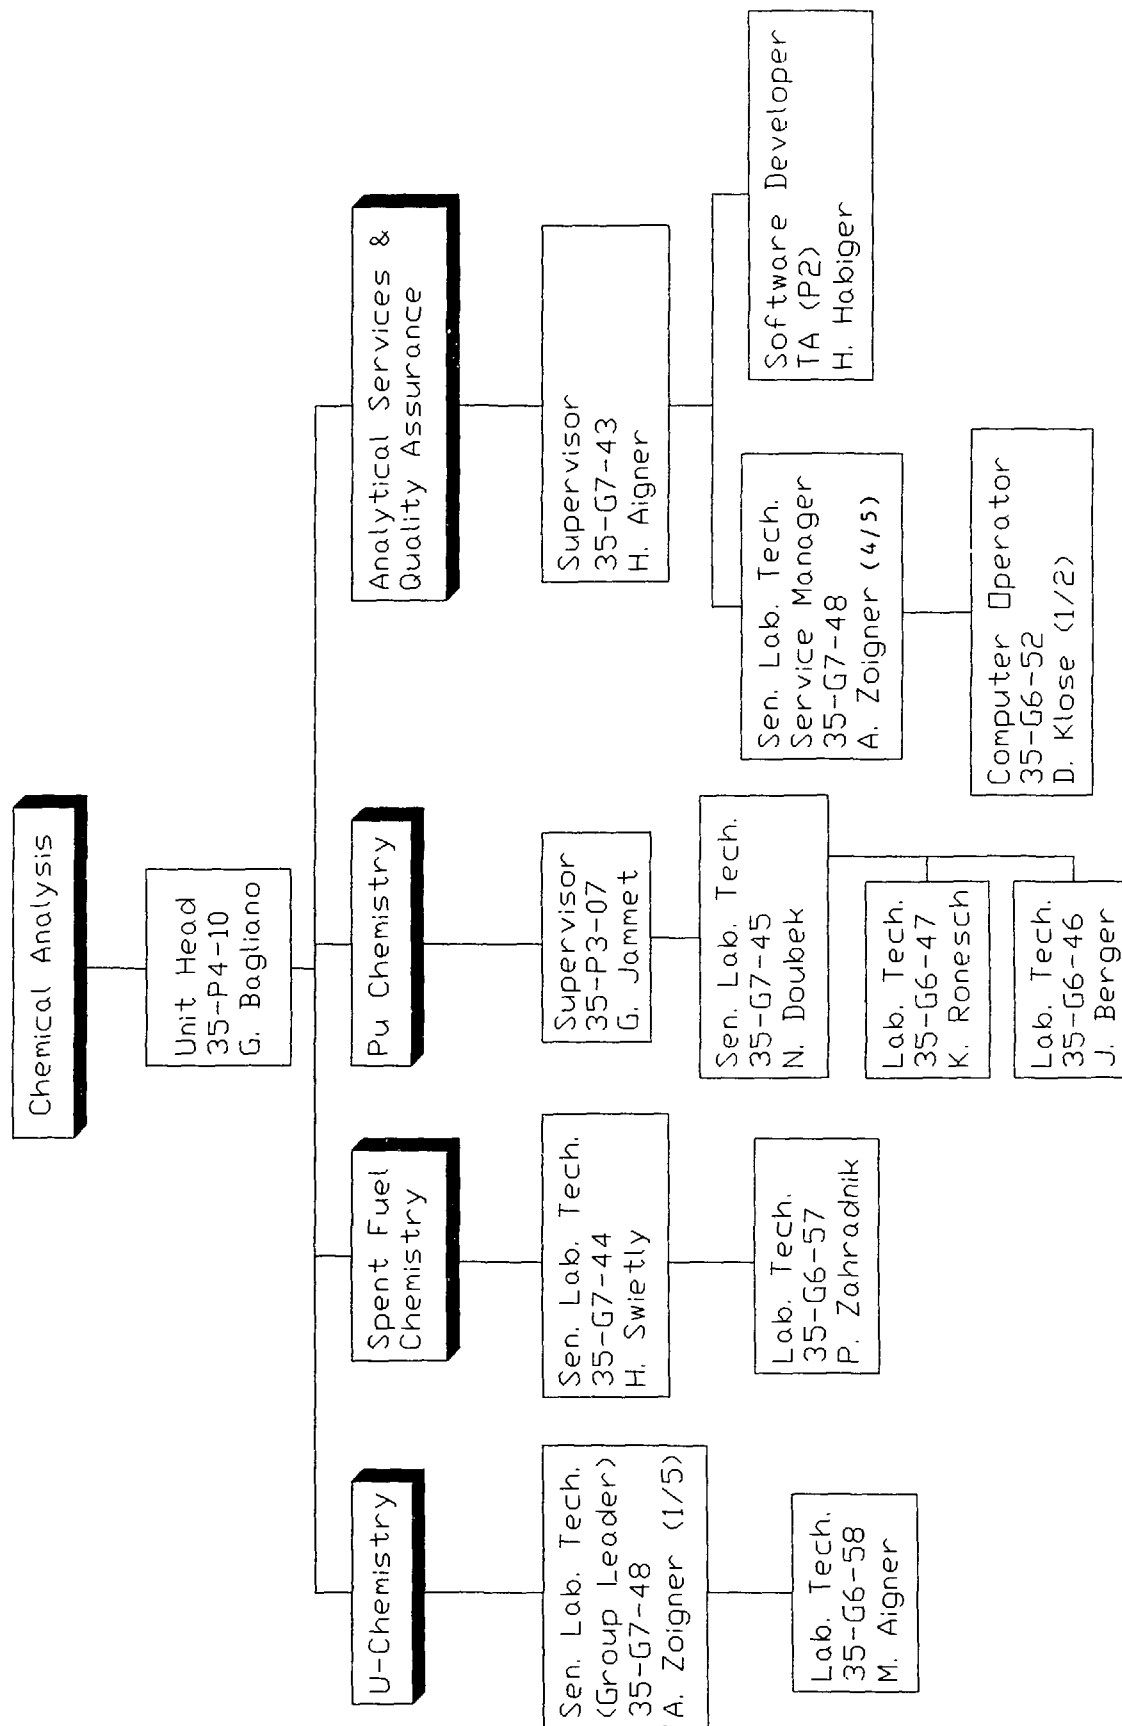 Chemical Analysis
Unit Head
35-P4-10
G. Bagliano
U-Chemistry
Sen. Lab. Tech.
(Group Leader)
35-G7-48
A. Zoigner (1/5)
Lab. Tech.
35-G6-58
M. Aigner
Spent Fuel
Chemistry
Sen. Lab. Tech.
35-G7-44
H. Swietly
Lab. Tech.
35-G6-57
P. Zahradnik
Pu Chemistry
Supervisor
35-P3-07
G. Jammet
Sen. Lab. Tech.
35-G7-45
N. Doubek
Lab. Tech.
35-G6-47
K. Ronesch
Lab. Tech.
35-G6-46
J. Berger
Analytical Services &
Quality Assurance
Supervisor
35-G7-43
H. Aigner
Sen. Lab. Tech.
Service Manager
35-G7-48
A. Zoigner (4/5)
Computer Operator
35-G6-52
D. Klose (1/2)
Software Developer
TA (P2)
H. Habiger